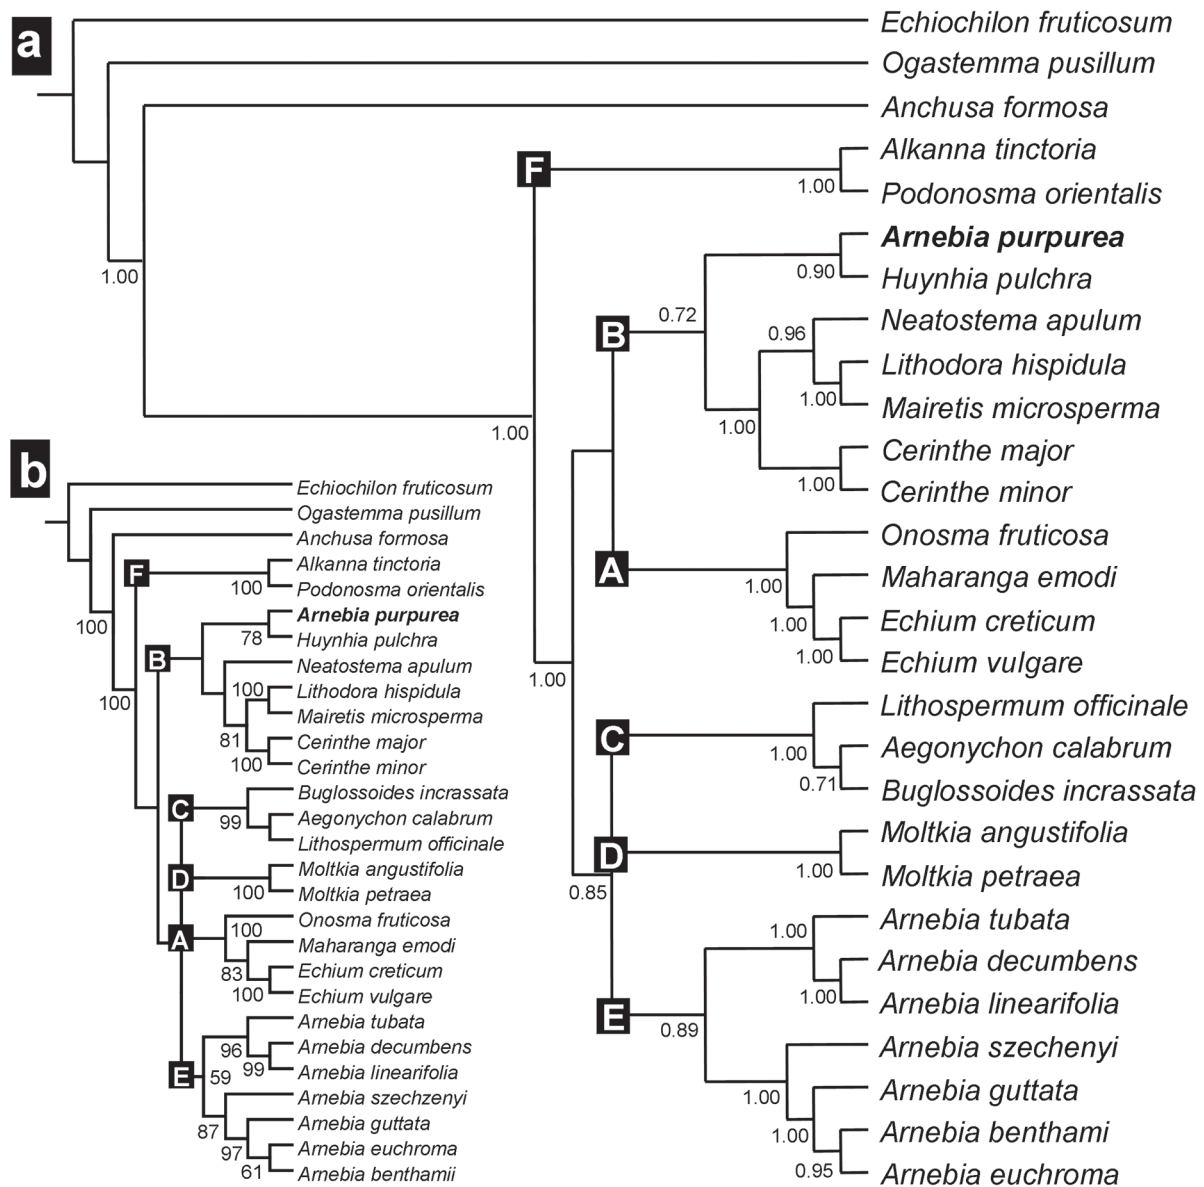 a
Echiochilon fruticosum
Ogastemma pusillum
Anchusa formosa
Alkanna tinctoria
F
1.00
Podonosma orientalis
Arnebia purpurea
1.00
0.90
Huynhia pulchra
0.72
Neatostema apulum
B
0.96
Lithodora hispidula
1.00
Mairetis microsperma
1.00
1.00
Cerinthe major
1.00
Cerinthe minor
Onosma fruticosa
A
1.00
Maharanga emodi
1.00
Echium creticum
1.00
Echium vulgare
1.00
Lithospermum officinale
C
1.00
Aegonychon calabrum
0.71
Buglossoides incrassata
Moltkia angustifolia
D
1.00
Moltkia petraea
0.85
Arnebia tubata
1.00
Arnebia decumbens
1.00
Arnebia linearifolia
E
0.89
Arnebia szechenyi
1.00
Arnebia guttata
1.00
Arnebia benthami
0.95
Arnebia euchroma
b
Echiochilon fruticosum
Ogastemma pusillum
Anchusa formosa
Alkanna tinctoria
F
100
Podonosma orientalis
Arnebia purpurea
100
78
Huynhia pulchra
B
Neatostema apulum
100
Lithodora hispidula
100
Mairetis microsperma
81
Cerinthe major
100
Cerinthe minor
Buglossoides incrassata
C
99
Aegonychon calabrum
Lithospermum officinale
Moltkia angustifolia
D
100
Moltkia petraea
Onosma fruticosa
100
A
Maharanga emodi
83
Echium creticum
100
Echium vulgare
Arnebia tubata
96
Arnebia decumbens
99
Arnebia linearifolia
E
59
Arnebia szechzenyi
87
Arnebia guttata
97
Arnebia euchroma
61
Arnebia benthamii